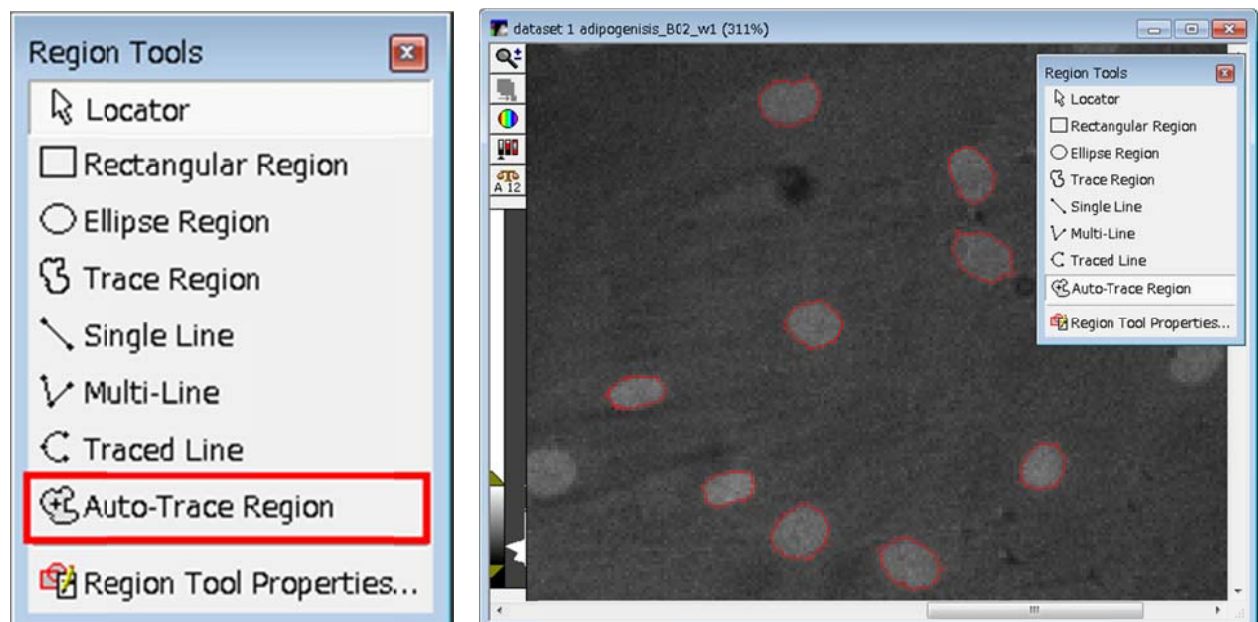 Region Tools
Locator
Rectangular Region
Ellipse Region
Trace Region
Single Line
Multi-Line
Traced Line
Auto-Trace Region
Region Tool Properties...
dataset 1 adipogenisis_B02_w1 (311%)
A 12
Region Tools
Locator
Rectangular Region
Ellipse Region
Trace Region
Single Line
Multi-Line
Traced Line
Auto-Trace Region
Region Tool Properties...